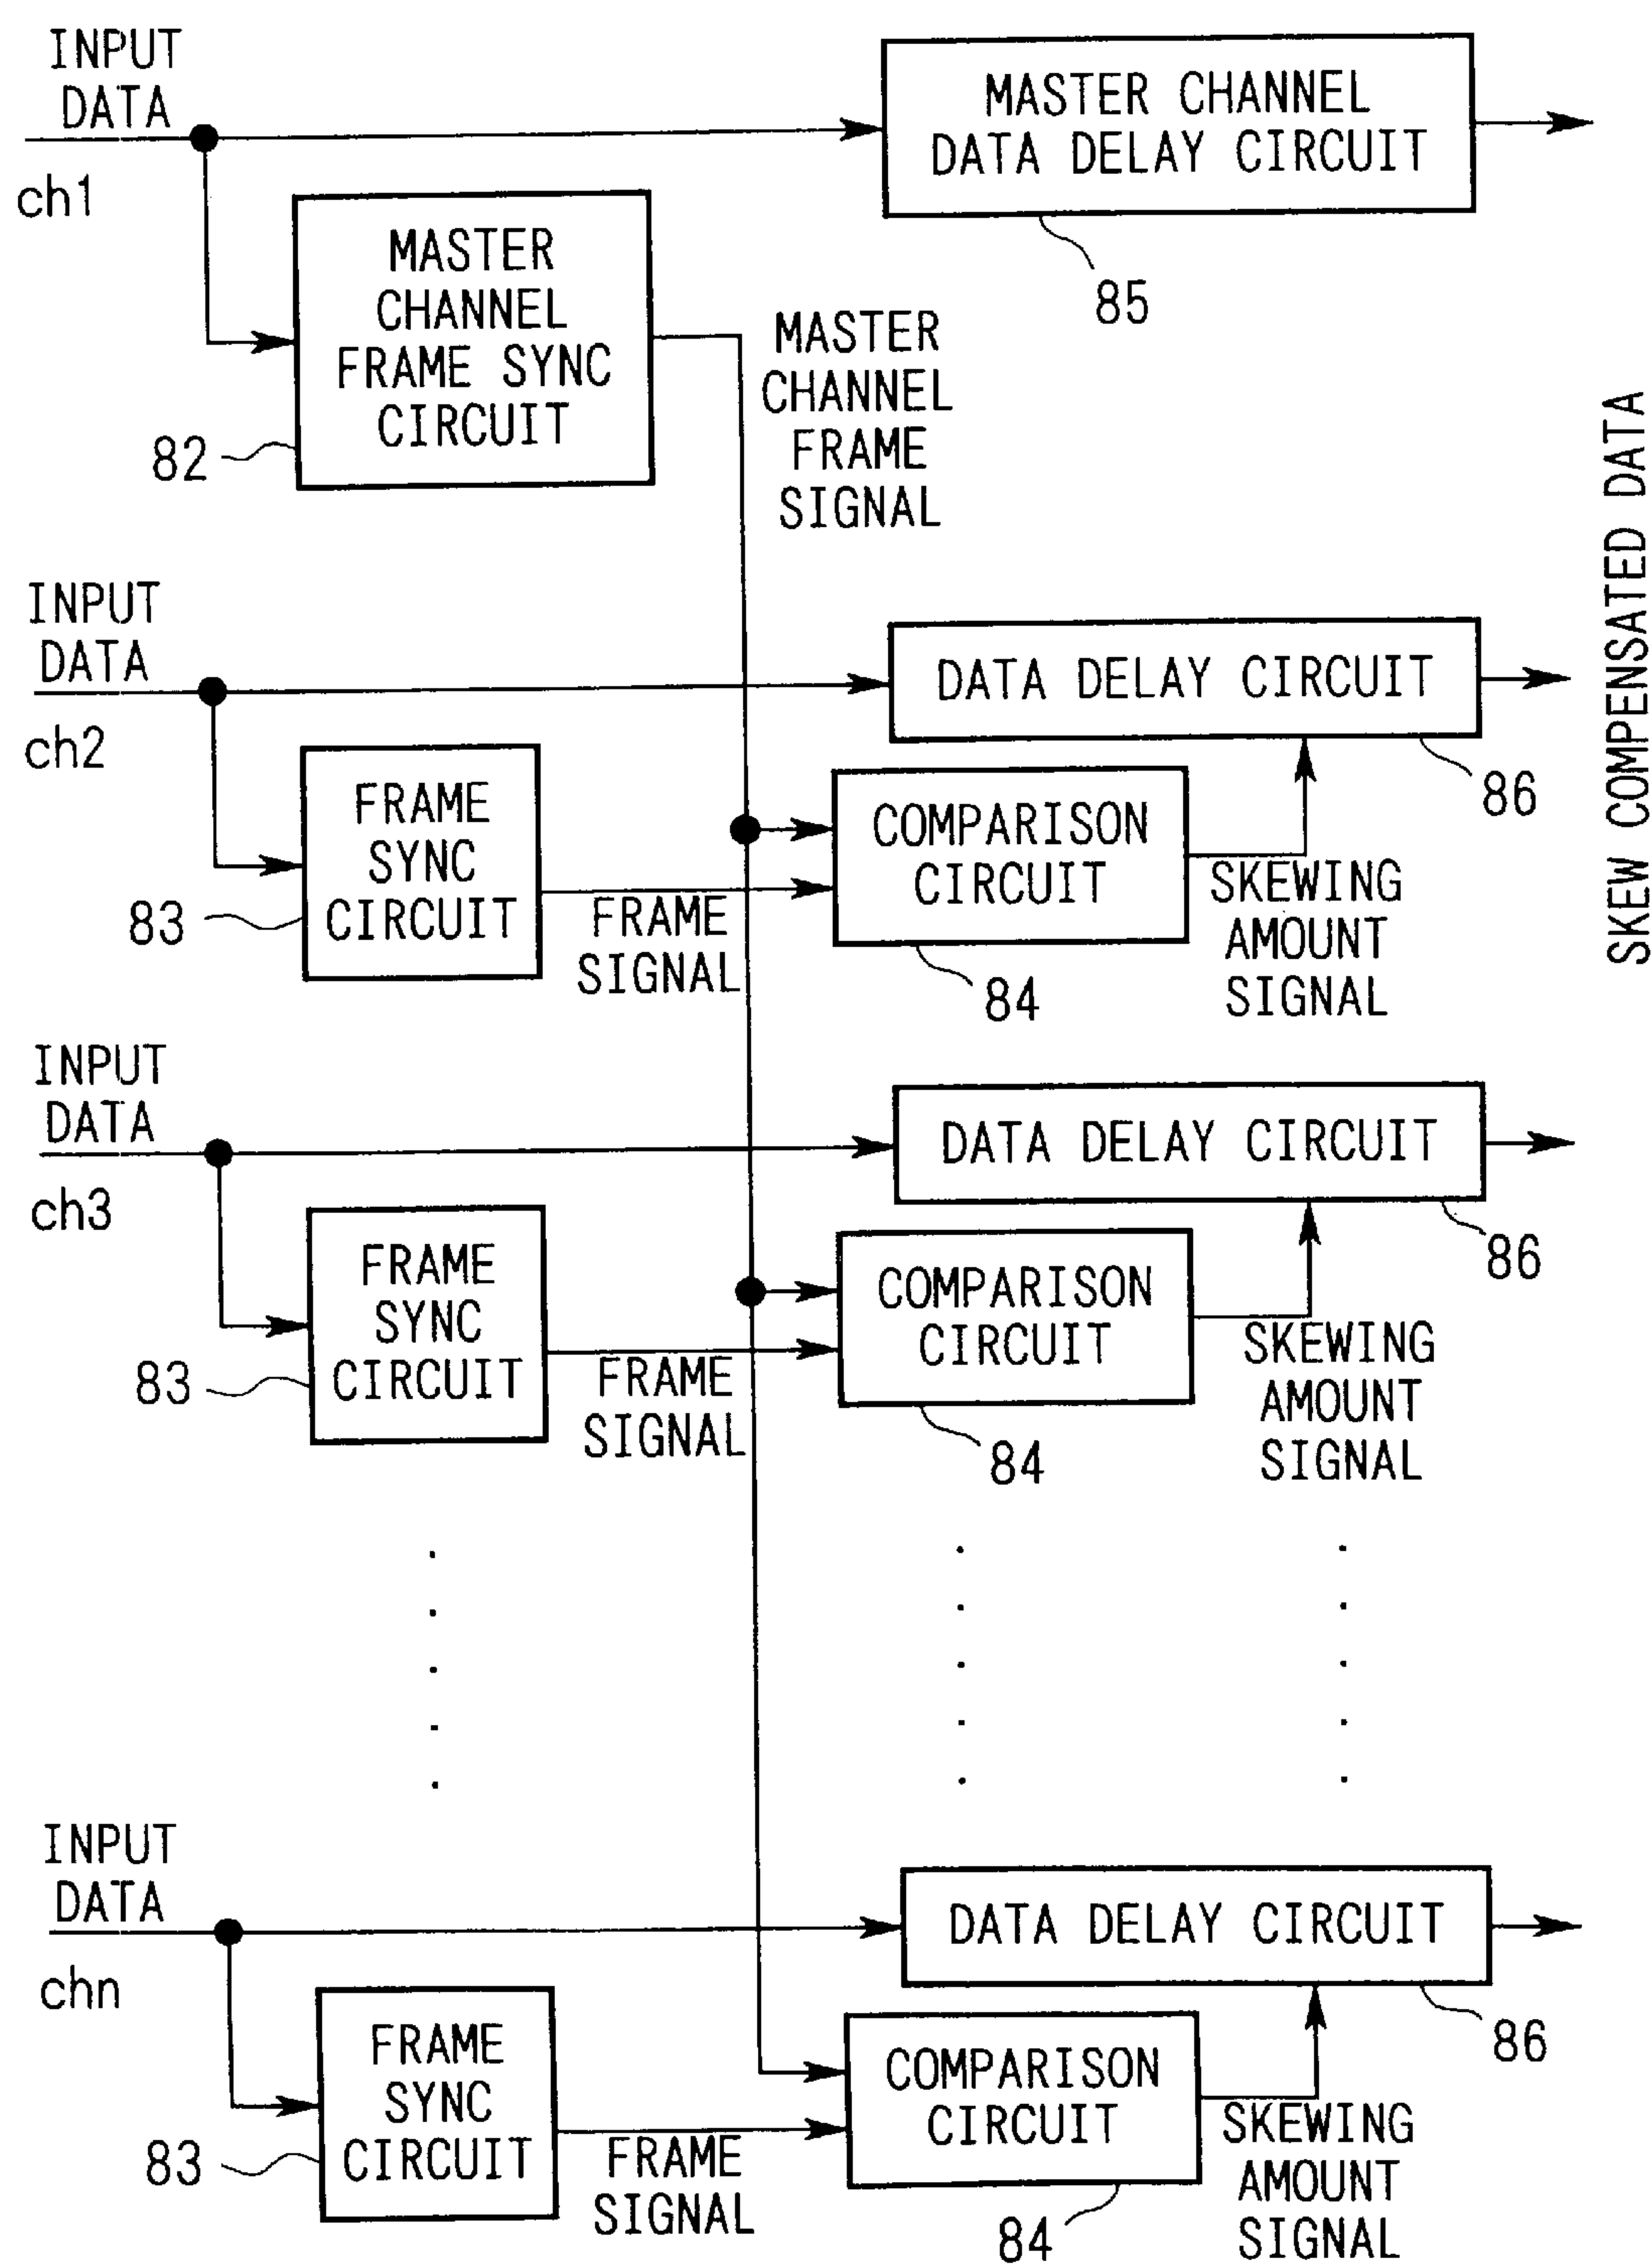 INPUT
DATA
ch1
MASTER CHANNEL
DATA DELAY CIRCUIT
85
MASTER
CHANNEL
FRAME SYNC
CIRCUIT
82
MASTER
CHANNEL
FRAME
SIGNAL
SKEW COMPENSATED DATA
INPUT
DATA
ch2
DATA DELAY CIRCUIT
86
FRAME
SYNC
CIRCUIT
83
FRAME
SIGNAL
COMPARISON
CIRCUIT
84
SKEWING
AMOUNT
SIGNAL
INPUT
DATA
ch3
DATA DELAY CIRCUIT
86
FRAME
SYNC
CIRCUIT
83
FRAME
SIGNAL
COMPARISON
CIRCUIT
84
SKEWING
AMOUNT
SIGNAL
INPUT
DATA
chn
DATA DELAY CIRCUIT
86
FRAME
SYNC
CIRCUIT
83
FRAME
SIGNAL
COMPARISON
CIRCUIT
84
SKEWING
AMOUNT
SIGNAL